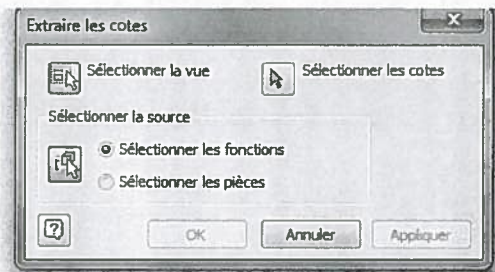 Extraire les cotes
Sélectionner la vue
Sélectionner les cotes
Sélectionner la source
Sélectionner les fonctions
Sélectionner les pièces
OK
Annuler
Appliquer